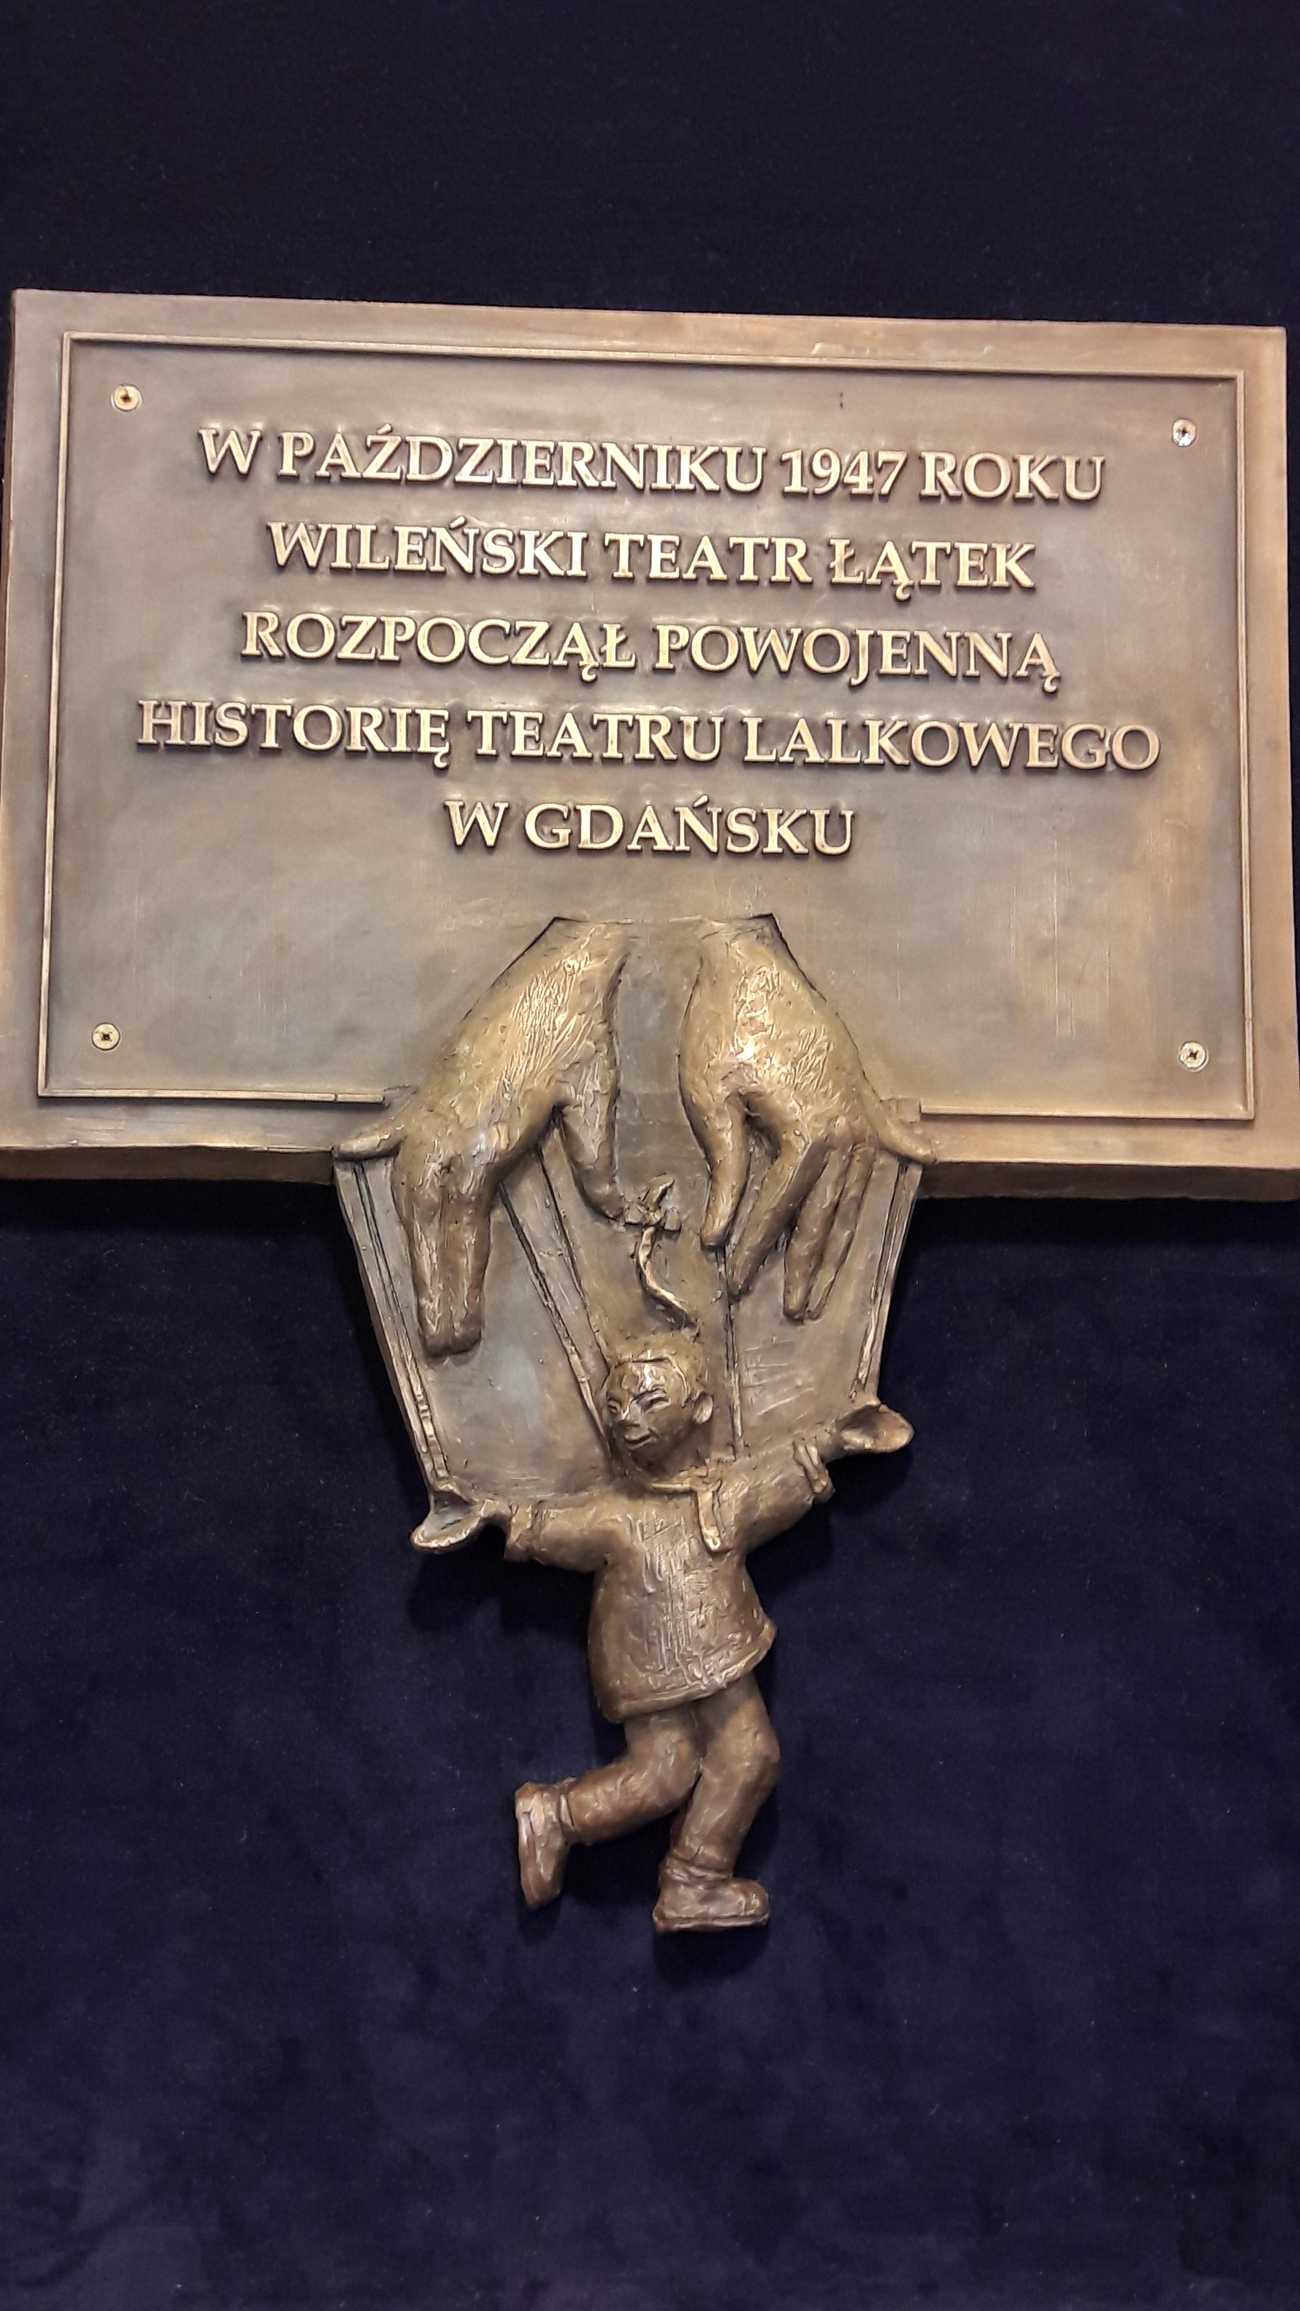 W PAŹDZIERNIKU 1947 ROKU
WILEŃSKI TEATR ŁĄTEK
ROZPOCZĄŁ POWOJENNĄ
HISTORIĘ TEATRU LALKOWEGO
W GDAŃSKU